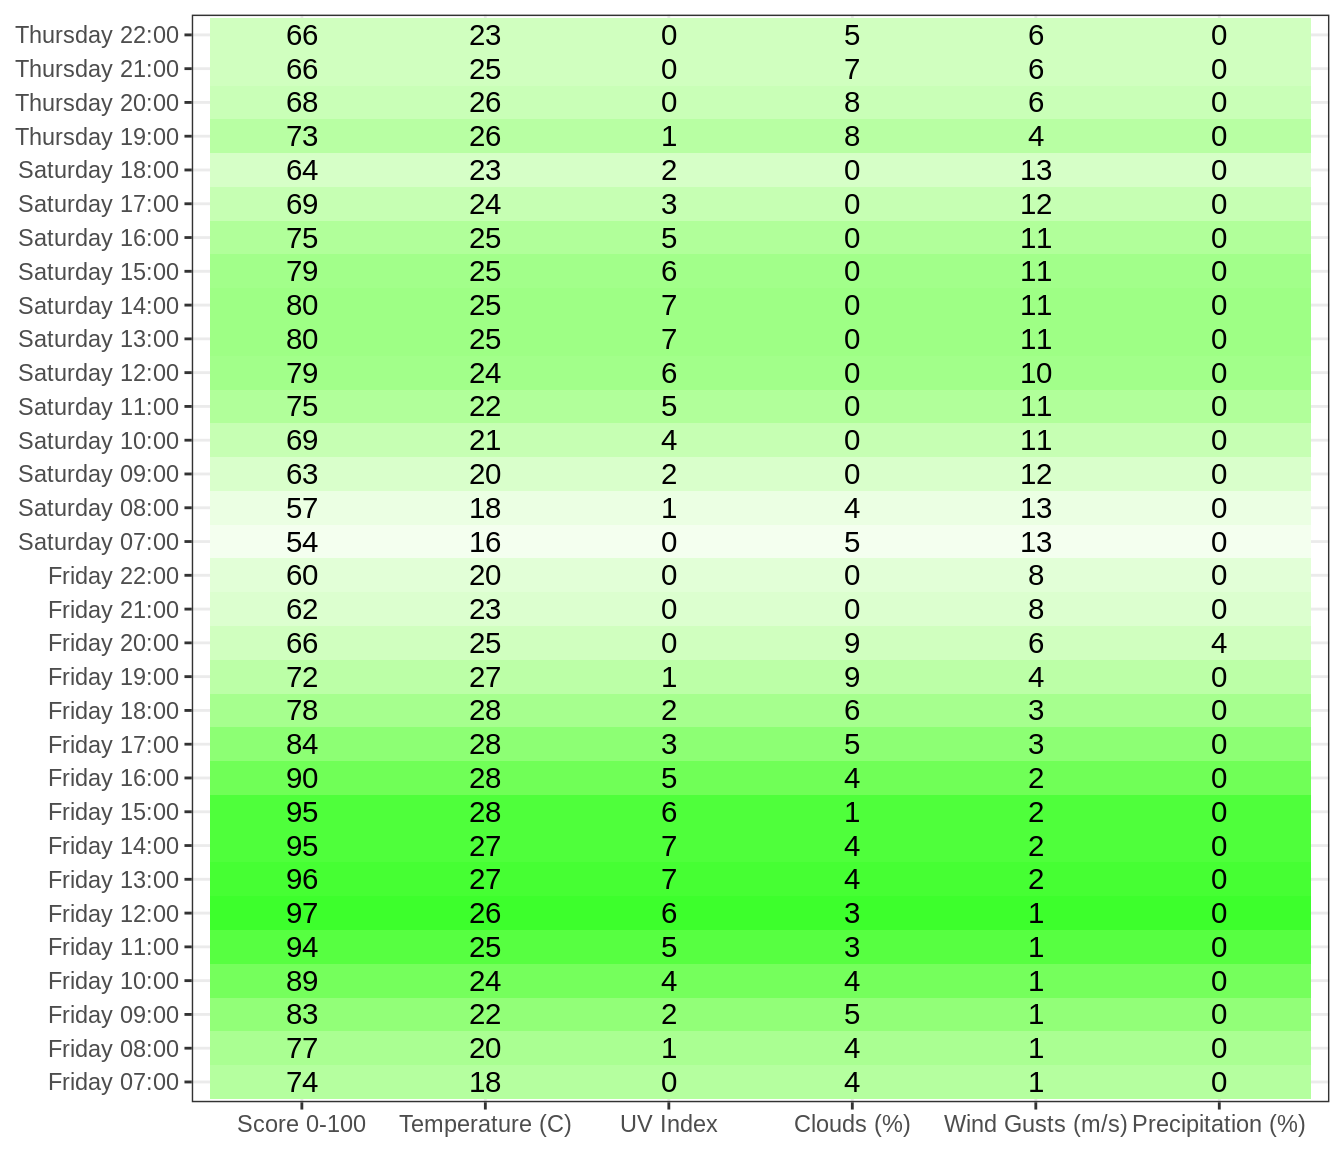 Thursday 22:00 66 23 0 5 6 0
Thursday 21:00 66 25 0 7 6 0
Thursday 20:00 68 26 0 8 6 0
Thursday 19:00 73 26 1 8 4 0
Saturday 18:00 64 23 2 0 13 0
Saturday 17:00 69 24 3 0 12 0
Saturday 16:00 75 25 5 0 11 0
Saturday 15:00 79 25 6 0 11 0
Saturday 14:00 80 25 7 0 11 0
Saturday 13:00 80 25 7 0 11 0
Saturday 12:00 79 24 6 0 10 0
Saturday 11:00 75 22 5 0 11 0
Saturday 10:00 69 21 4 0 11 0
Saturday 09:00 63 20 2 0 12 0
Saturday 08:00 57 18 1 4 13 0
Saturday 07:00 54 16 0 5 13 0
Friday 22:00 60 20 0 0 8 0
Friday 21:00 62 23 0 0 8 0
Friday 20:00 66 25 0 9 6 4
Friday 19:00 72 27 1 9 4 0
Friday 18:00 78 28 2 6 3 0
Friday 17:00 84 28 3 5 3 0
Friday 16:00 90 28 5 4 2 0
Friday 15:00 95 28 6 1 2 0
Friday 14:00 95 27 7 4 2 0
Friday 13:00 96 27 7 4 2 0
Friday 12:00 97 26 6 3 1 0
Friday 11:00 94 25 5 3 1 0
Friday 10:00 89 24 4 4 1 0
Friday 09:00 83 22 2 5 1 0
Friday 08:00 77 20 1 4 1 0
Friday 07:00 74 18 0 4 1 0
Score 0-100 Temperature (C) UV Index Clouds (%) Wind Gusts (m/s) Precipitation (%)